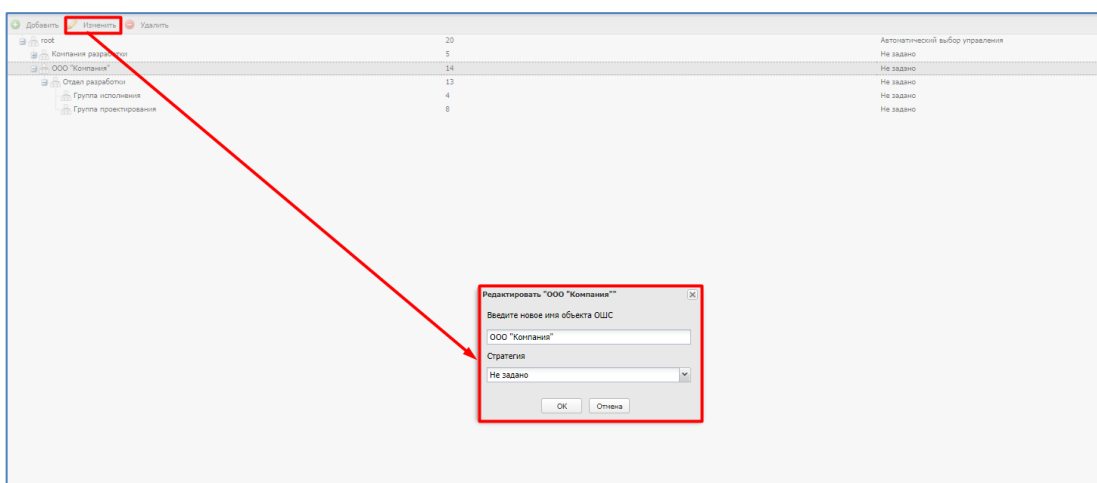 Добавить Изменить Удалить
root 20 Автоматический выбор управления
Компания разработки 5 Не задано
ООО "Компания" 14 Не задано
Отдел разработки 13 Не задано
Группа исполнения 4 Не задано
Группа проектирования 8 Не задано
Редактировать "ООО "Компания""
Введите новое имя объекта ОШС
ООО "Компания"
Стратегия
Не задано
ОК Отмена